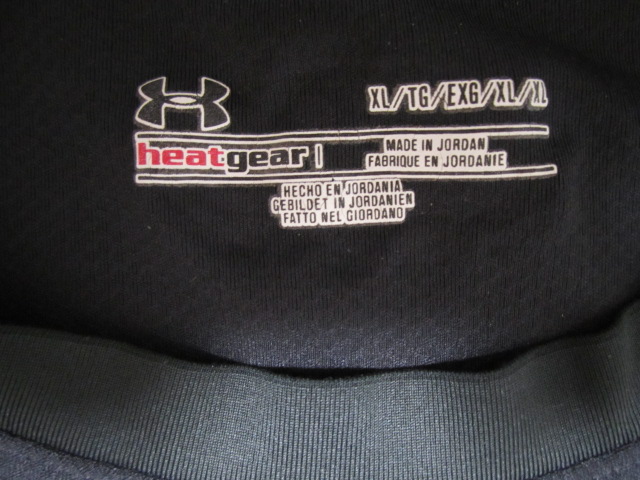 XL/TG/EXG/XL/XL
heatgear
MADE IN JORDAN
FABRIQUE EN JORDANIE
HECHO EN JORDANIA
GEBILDET IN JORDANIEN
FATTO NEL GIORDANO